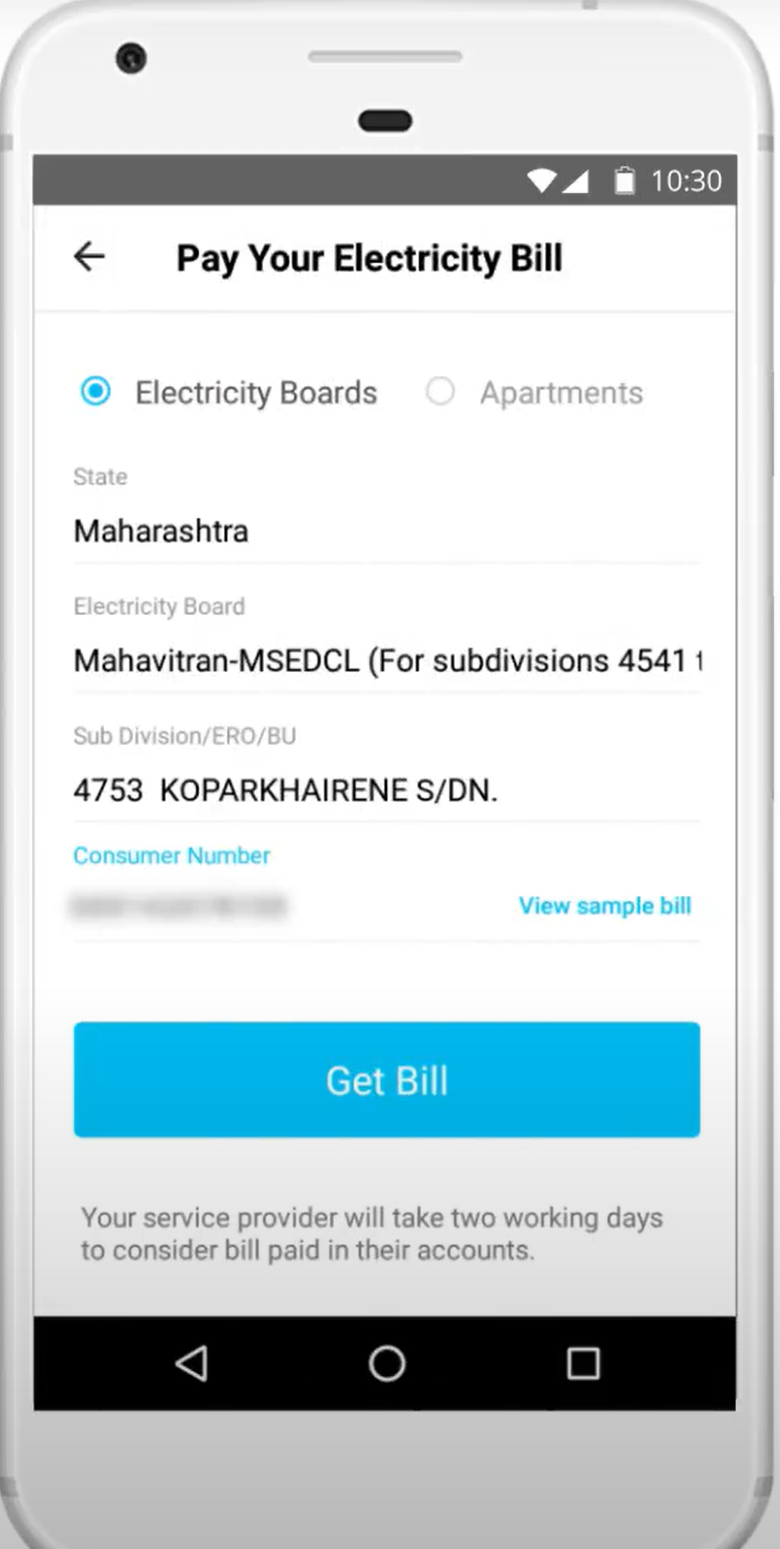 10:30
Pay Your Electricity Bill
Electricity Boards Apartments
State
Maharashtra
Electricity Board
Mahavitran-MSEDCL (For subdivisions 4541
Sub Division/ERO/BU
4753 KOPARKHAIRENE S/DN.
Consumer Number
View sample bill
Get Bill
Your service provider will take two working days
to consider bill paid in their accounts.